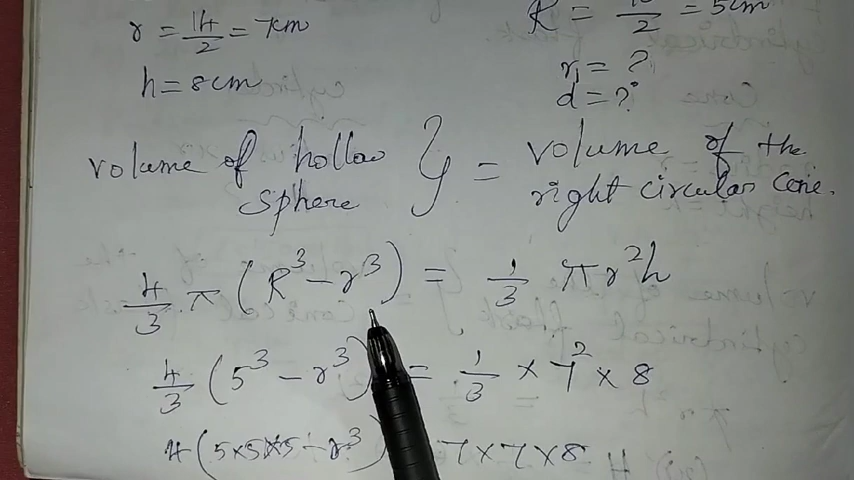 r = 14/2 = 7cm
h = 8cm
R = 10/2 = 5cm
r₁ = ?
d = ?
volume of hollow sphere } = volume of the right circular cone.
4/3 π (R³ - r³) = 1/3 πr²h
4/3 (5³ - r³) = 1/3 × 7² × 8
4(5×5×5 - r³) 7×7×8